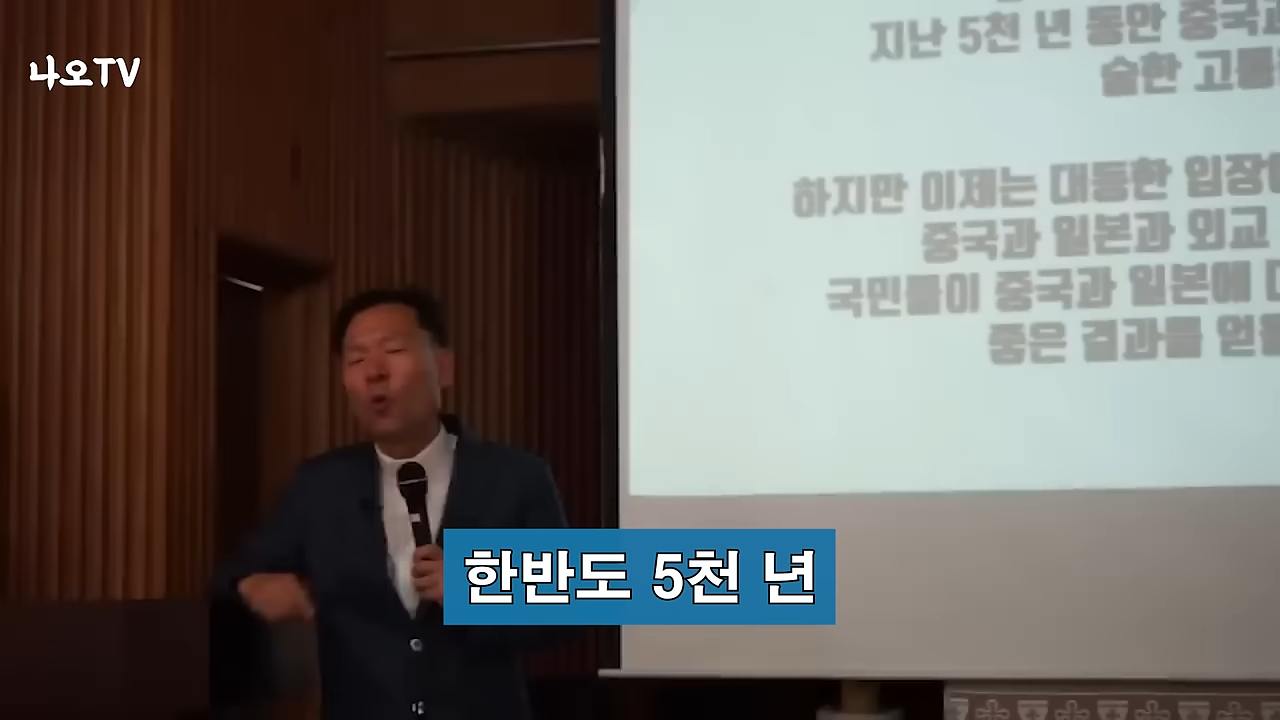 나오TV
지난 5천 년 동안 중국과
숱한 고통
하지만 이제는 대등한 입장
중국과 일본과 외교
국민들이 중국과 일본에
좋은 결과를 얻을
한반도 5천 년